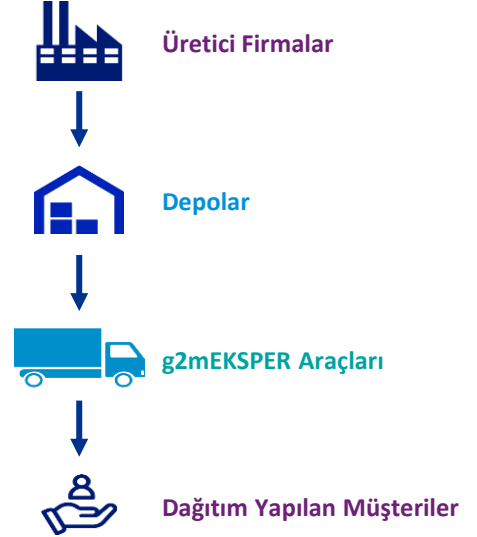 Üretici Firmalar
Depolar
g2mEKSPER Araçları
Dağıtım Yapılan Müşteriler